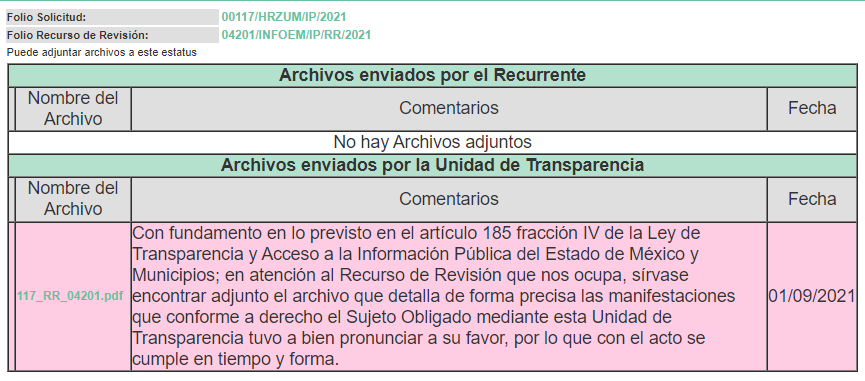 Folio Solicitud: 00117/HRZUM/IP/2021
Folio Recurso de Revisión: 04201/INFOEM/IP/RR/2021
Puede adjuntar archivos a este estatus
Archivos enviados por el Recurrente
Nombre del Archivo Comentarios Fecha
No hay Archivos adjuntos
Archivos enviados por la Unidad de Transparencia
Nombre del Archivo Comentarios Fecha
117_RR_04201.pdf
Con fundamento en lo previsto en el artículo 185 fracción IV de la Ley de
Transparencia y Acceso a la Información Pública del Estado de México y
Municipios; en atención al Recurso de Revisión que nos ocupa, sírvase
encontrar adjunto el archivo que detalla de forma precisa las manifestaciones
que conforme a derecho el Sujeto Obligado mediante esta Unidad de
Transparencia tuvo a bien pronunciar a su favor, por lo que con el acto se
cumple en tiempo y forma.
01/09/2021